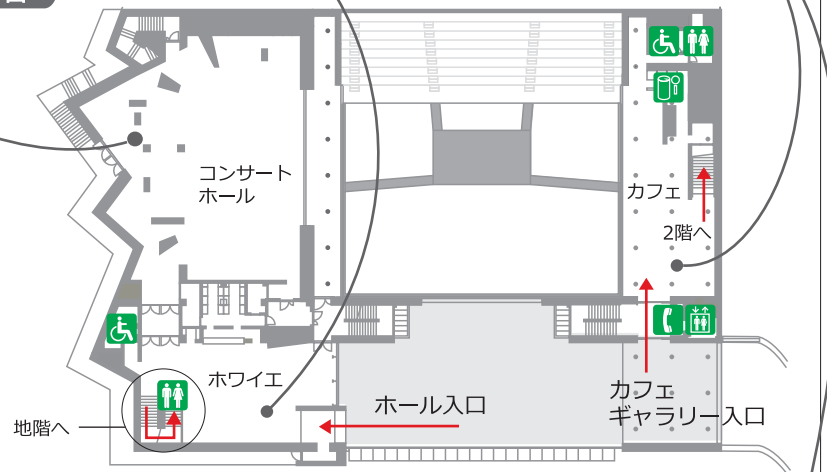 コンサート
ホール
カフェ
2階へ
ホワイエ
ホール入口
カフェ
ギャラリー入口
地階へ